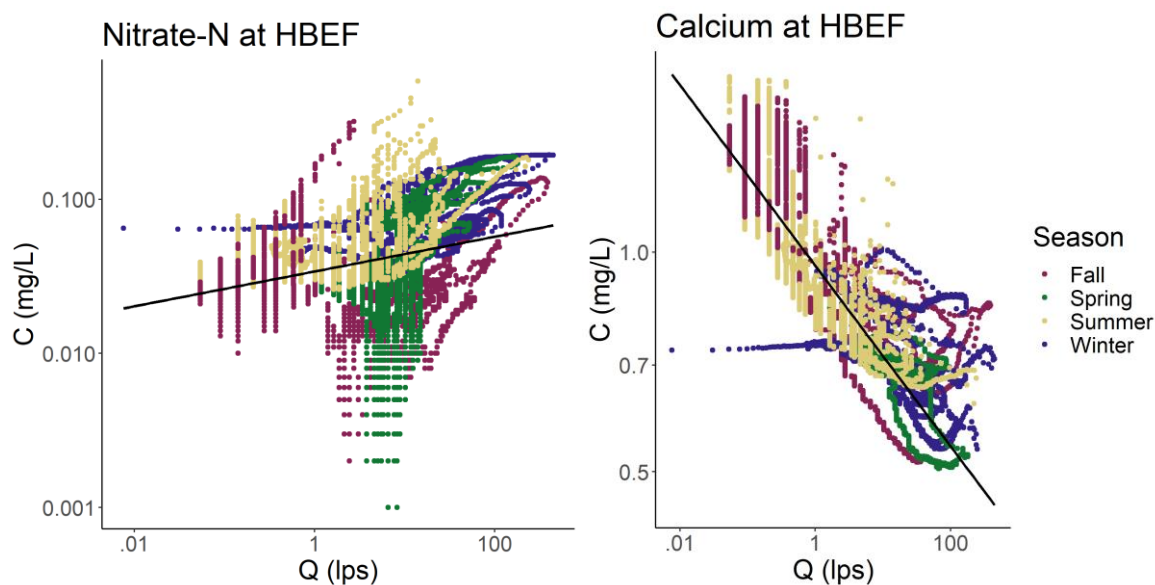 Nitrate-N at HBEF
C (mg/L)
0.100
0.010
0.001
.01
1
100
Q (lps)
Calcium at HBEF
C (mg/L)
1.0
0.7
0.5
.01
1
100
Q (lps)
Season
Fall
Spring
Summer
Winter